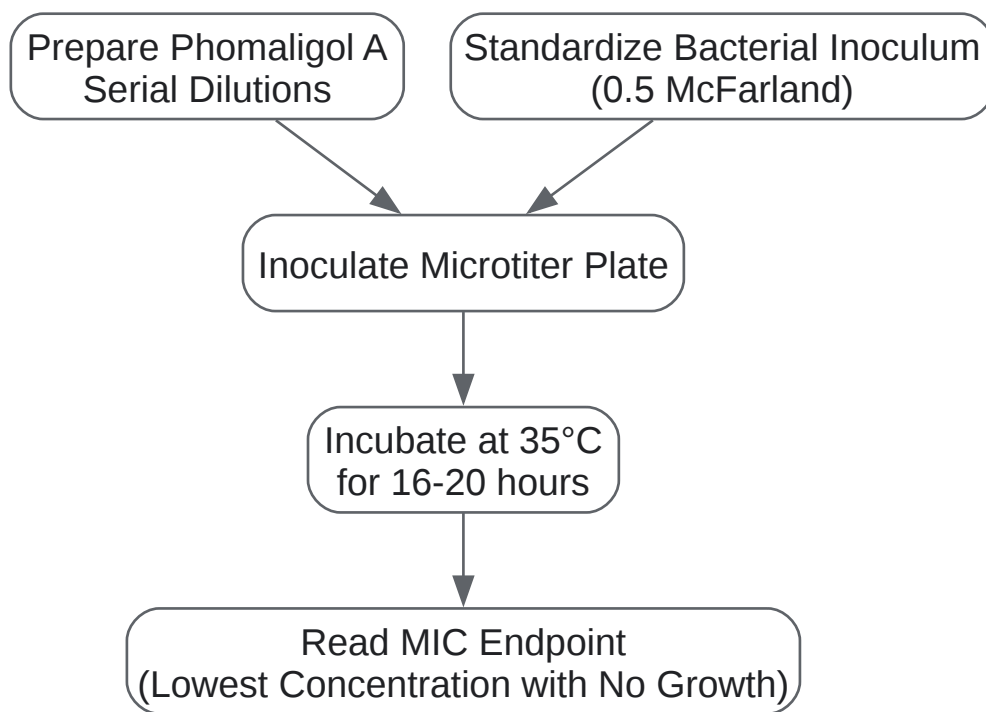 Prepare Phomaligol A
Serial Dilutions
Standardize Bacterial Inoculum
(0.5 McFarland)
Inoculate Microtiter Plate
Incubate at 35°C
for 16-20 hours
Read MIC Endpoint
(Lowest Concentration with No Growth)